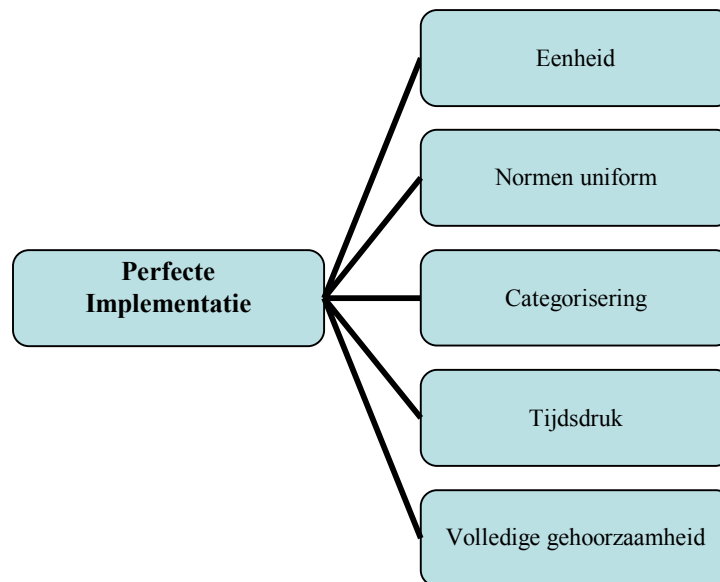 Eenheid
Normen uniform
Perfecte
Implementatie
Categorisering
Tijdsdruk
Volledige gehoorzaamheid